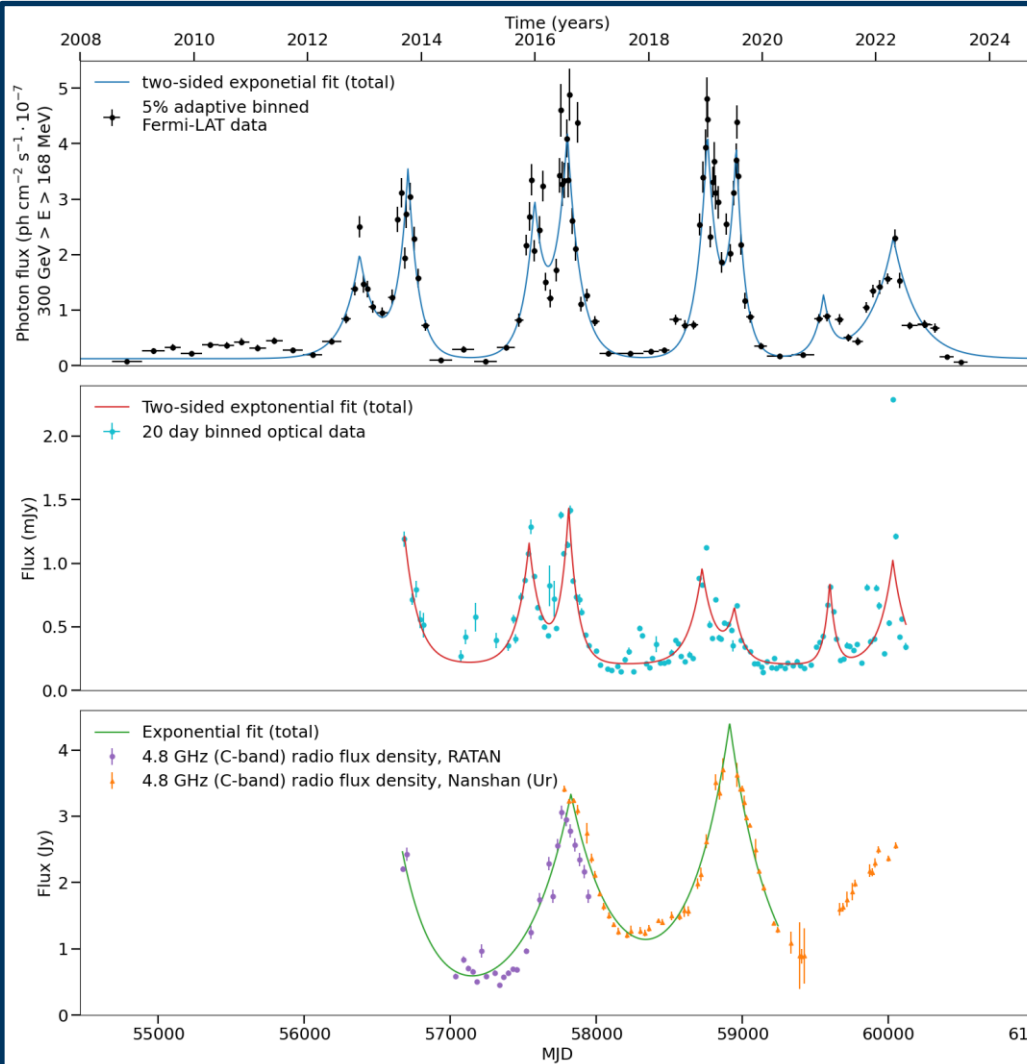 Time (years)
2008 2010 2012 2014 2016 2018 2020 2022 2024
two-sided exponetial fit (total)
5% adaptive binned
Fermi-LAT data
Photon flux (ph cm⁻² s⁻¹ · 10⁻⁷
300 GeV > E > 168 MeV)
5
4
3
2
1
0
Two-sided exptonential fit (total)
20 day binned optical data
Flux (mJy)
2.0
1.5
1.0
0.5
0.0
Exponential fit (total)
4.8 GHz (C-band) radio flux density, RATAN
4.8 GHz (C-band) radio flux density, Nanshan (Ur)
Flux (Jy)
4
3
2
1
0
55000 56000 57000 58000 59000 60000 61
MJD